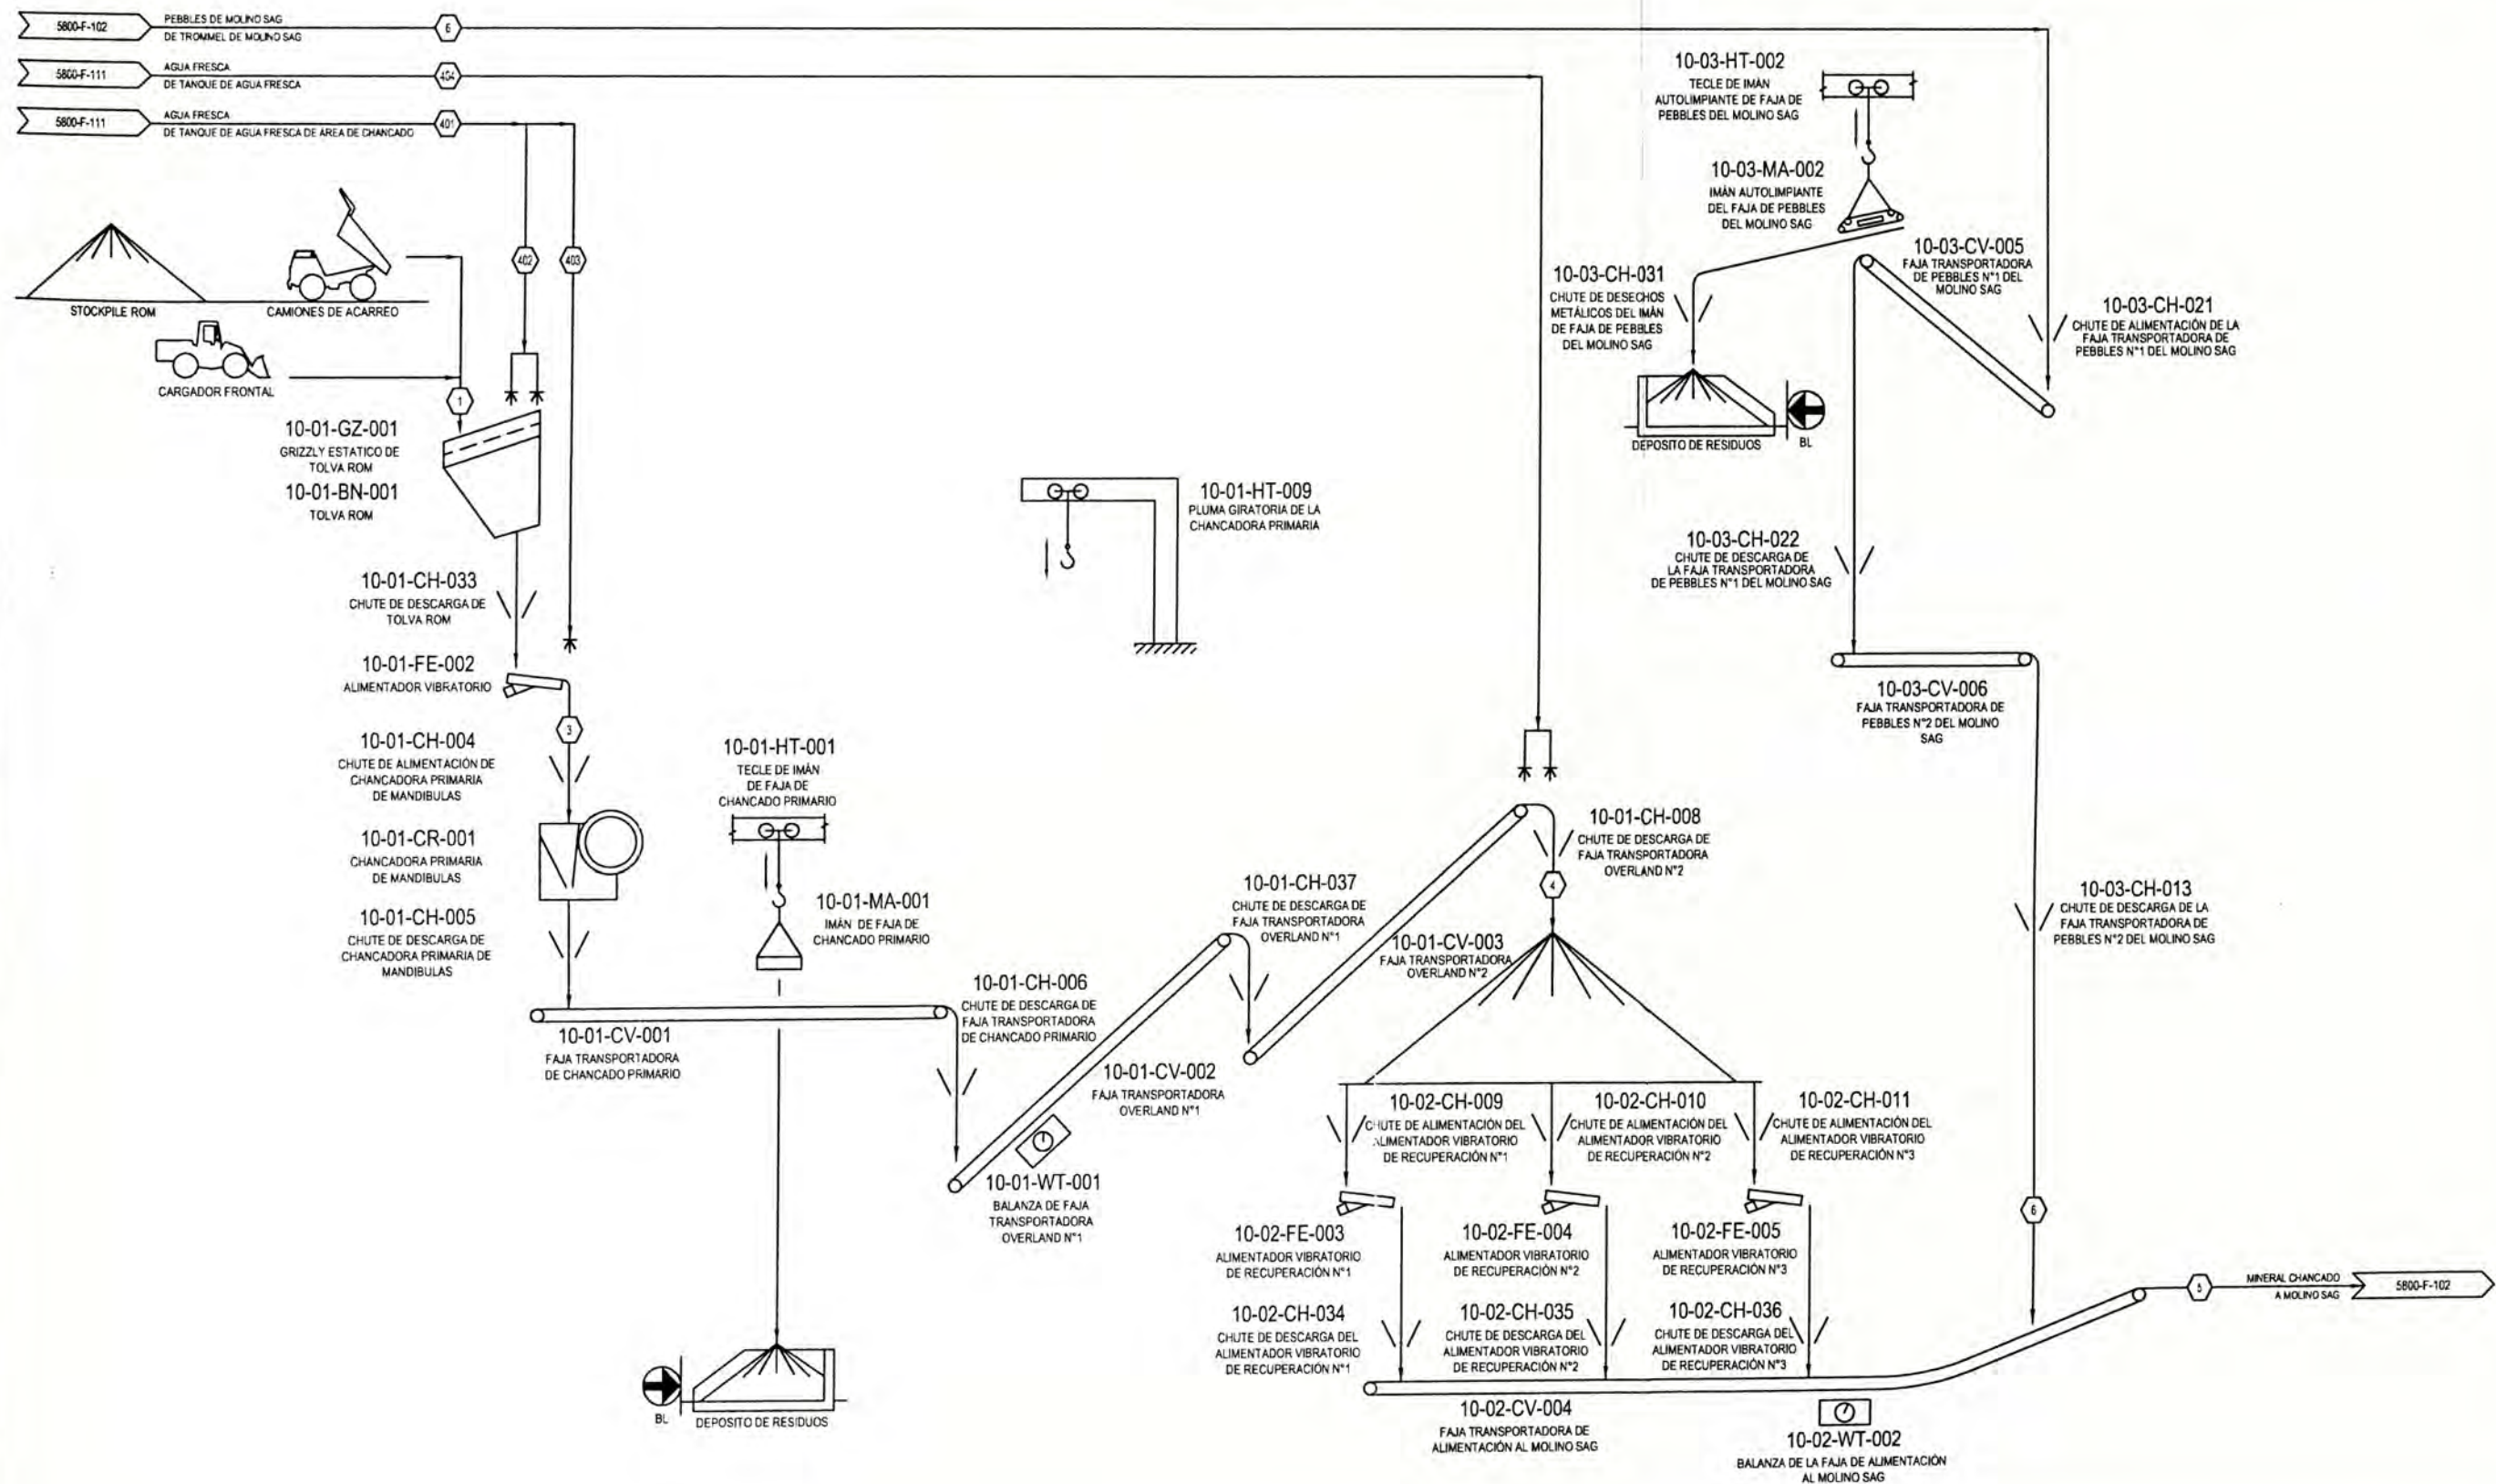 5800-F-102
PEBBLES DE MOLINO SAG
DE TROMMEL DE MOLINO SAG
6
5800-F-111
AGUA FRESCA
DE TANQUE DE AGUA FRESCA
404
5800-F-111
AGUA FRESCA
DE TANQUE DE AGUA FRESCA DE ÁREA DE CHANCADO
401
402
403
STOCKPILE ROM
CAMIONES DE ACARREO
CARGADOR FRONTAL
1
10-01-GZ-001
GRIZZLY ESTATICO DE
TOLVA ROM
10-01-BN-001
TOLVA ROM
10-01-CH-033
CHUTE DE DESCARGA DE
TOLVA ROM
10-01-FE-002
ALIMENTADOR VIBRATORIO
3
10-01-CH-004
CHUTE DE ALIMENTACIÓN DE
CHANCADORA PRIMARIA
DE MANDIBULAS
10-01-CR-001
CHANCADORA PRIMARIA
DE MANDIBULAS
10-01-CH-005
CHUTE DE DESCARGA DE
CHANCADORA PRIMARIA DE
MANDIBULAS
10-01-HT-001
TECLE DE IMÁN
DE FAJA DE
CHANCADO PRIMARIO
10-01-MA-001
IMÁN DE FAJA DE
CHANCADO PRIMARIO
10-01-CV-001
FAJA TRANSPORTADORA
DE CHANCADO PRIMARIO
BL
DEPOSITO DE RESIDUOS
10-01-CH-006
CHUTE DE DESCARGA DE
FAJA TRANSPORTADORA
DE CHANCADO PRIMARIO
10-01-CV-002
FAJA TRANSPORTADORA
OVERLAND N°1
10-01-WT-001
BALANZA DE FAJA
TRANSPORTADORA
OVERLAND N°1
10-01-HT-009
PLUMA GIRATORIA DE LA
CHANCADORA PRIMARIA
10-01-CH-037
CHUTE DE DESCARGA DE
FAJA TRANSPORTADORA
OVERLAND N°1
10-01-CV-003
FAJA TRANSPORTADORA
OVERLAND N°2
10-01-CH-008
CHUTE DE DESCARGA DE
FAJA TRANSPORTADORA
OVERLAND N°2
4
10-03-HT-002
TECLE DE IMÁN
AUTOLIMPIANTE DE FAJA DE
PEBBLES DEL MOLINO SAG
10-03-MA-002
IMÁN AUTOLIMPIANTE
DEL FAJA DE PEBBLES
DEL MOLINO SAG
10-03-CV-005
FAJA TRANSPORTADORA
DE PEBBLES N°1 DEL
MOLINO SAG
10-03-CH-031
CHUTE DE DESECHOS
METÁLICOS DEL IMÁN
DE FAJA DE PEBBLES
DEL MOLINO SAG
10-03-CH-021
CHUTE DE ALIMENTACIÓN DE LA
FAJA TRANSPORTADORA DE
PEBBLES N°1 DEL MOLINO SAG
DEPOSITO DE RESIDUOS
BL
10-03-CH-022
CHUTE DE DESCARGA DE
LA FAJA TRANSPORTADORA
DE PEBBLES N°1 DEL MOLINO SAG
10-03-CV-006
FAJA TRANSPORTADORA DE
PEBBLES N°2 DEL MOLINO
SAG
10-03-CH-013
CHUTE DE DESCARGA DE LA
FAJA TRANSPORTADORA DE
PEBBLES N°2 DEL MOLINO SAG
10-02-CH-009
CHUTE DE ALIMENTACIÓN DEL
ALIMENTADOR VIBRATORIO
DE RECUPERACIÓN N°1
10-02-CH-010
CHUTE DE ALIMENTACIÓN DEL
ALIMENTADOR VIBRATORIO
DE RECUPERACIÓN N°2
10-02-CH-011
CHUTE DE ALIMENTACIÓN DEL
ALIMENTADOR VIBRATORIO
DE RECUPERACIÓN N°3
10-02-FE-003
ALIMENTADOR VIBRATORIO
DE RECUPERACIÓN N°1
10-02-FE-004
ALIMENTADOR VIBRATORIO
DE RECUPERACIÓN N°2
10-02-FE-005
ALIMENTADOR VIBRATORIO
DE RECUPERACIÓN N°3
6
10-02-CH-034
CHUTE DE DESCARGA DEL
ALIMENTADOR VIBRATORIO
DE RECUPERACIÓN N°1
10-02-CH-035
CHUTE DE DESCARGA DEL
ALIMENTADOR VIBRATORIO
DE RECUPERACIÓN N°2
10-02-CH-036
CHUTE DE DESCARGA DEL
ALIMENTADOR VIBRATORIO
DE RECUPERACIÓN N°3
5
MINERAL CHANCADO
A MOLINO SAG
5800-F-102
10-02-CV-004
FAJA TRANSPORTADORA DE
ALIMENTACIÓN AL MOLINO SAG
10-02-WT-002
BALANZA DE LA FAJA DE ALIMENTACIÓN
AL MOLINO SAG